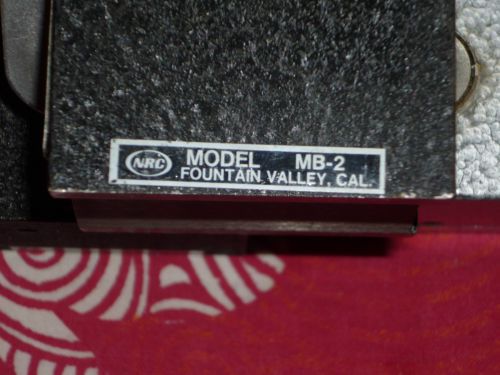 NRC MODEL MB-2
FOUNTAIN VALLEY, CAL.